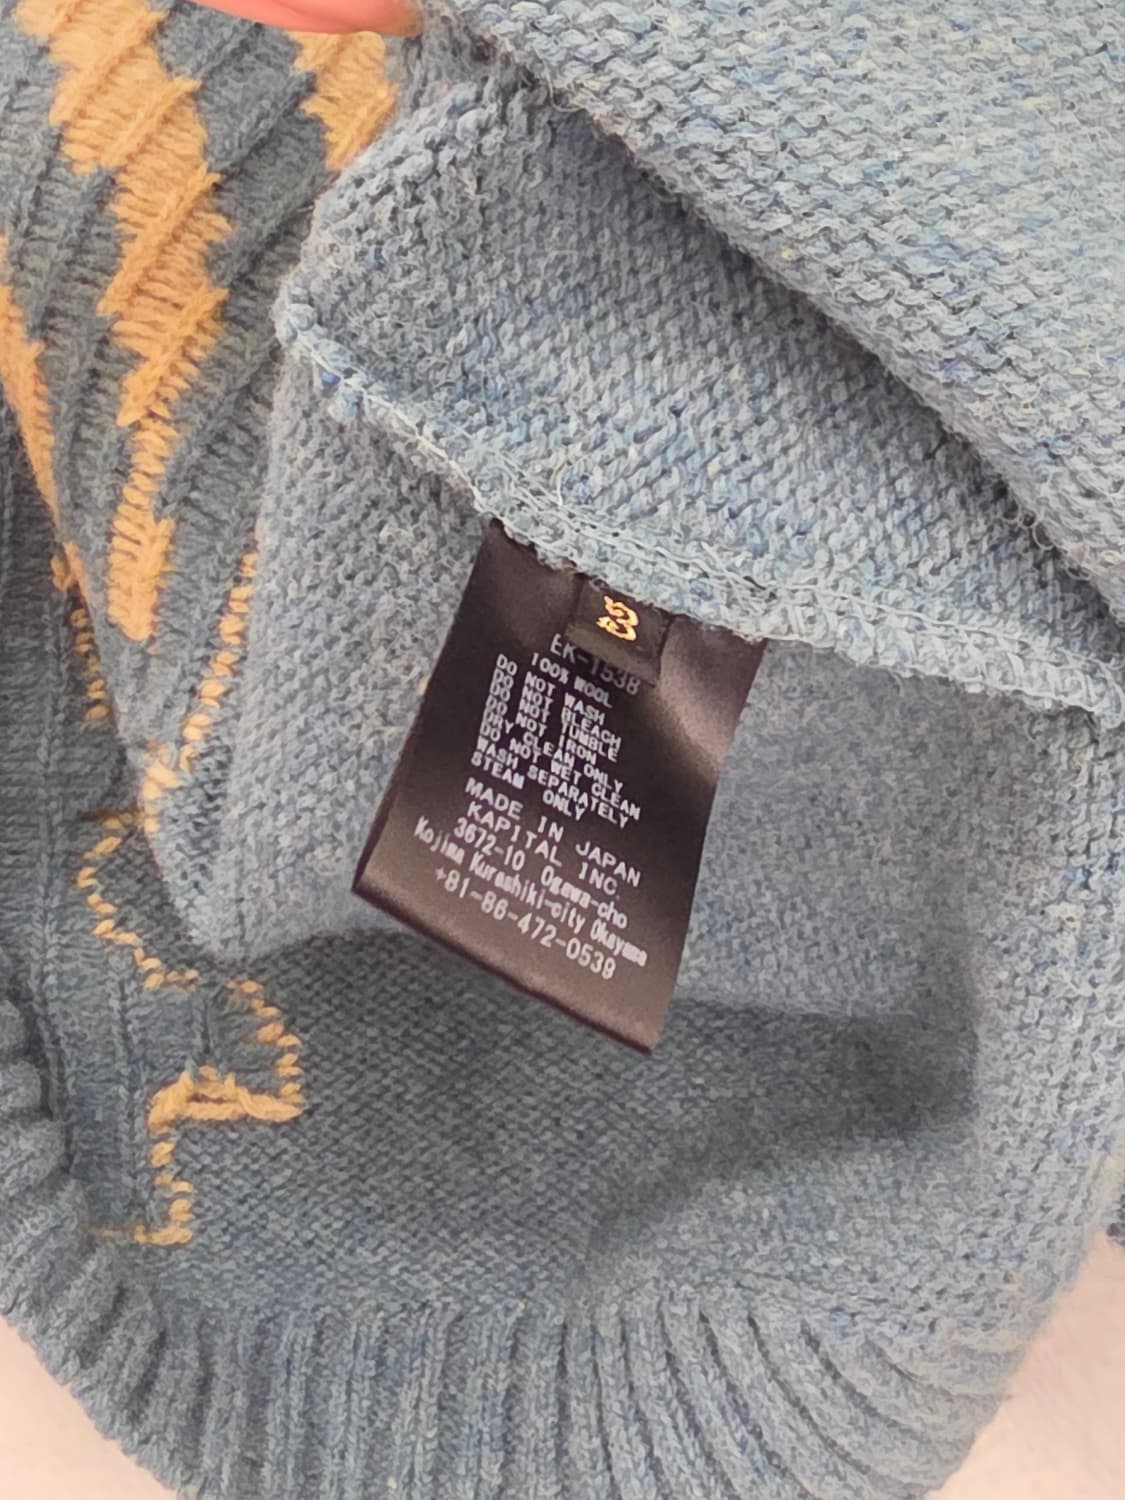 3
EK-1538
100% WOOL
DO NOT WASH
DO NOT BLEACH
DO NOT TUMBLE
DO NOT IRON
DRY CLEAN ONLY
DO NOT WET CLEAN
WASH SEPARATELY
STEAM ONLY
MADE IN JAPAN
KAPITAL INC.
3672-10 Ogawa-cho
Kojima Kurashiki-city Okayama
+81-86-472-0539